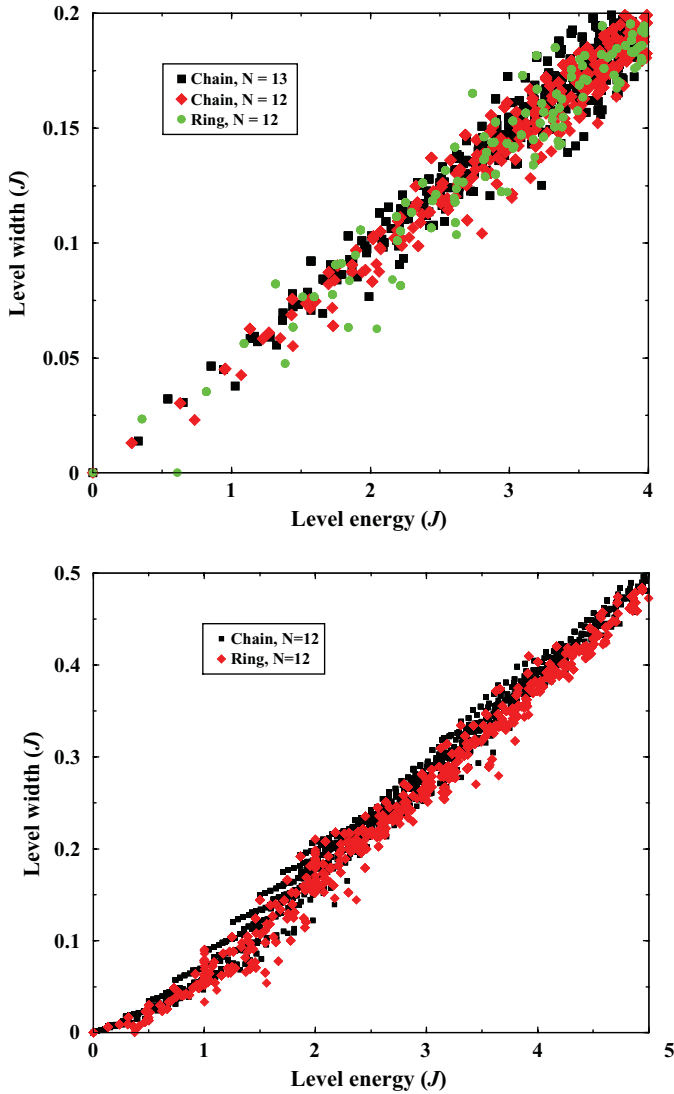 0.2
Chain, N = 13
Chain, N = 12
Ring, N = 12
0.15
0.1
0.05
0
Level width (J)
0 1 2 3 4
Level energy (J)
0.5
Chain, N=12
Ring, N=12
0.4
0.3
0.2
0.1
0
Level width (J)
0 1 2 3 4 5
Level energy (J)